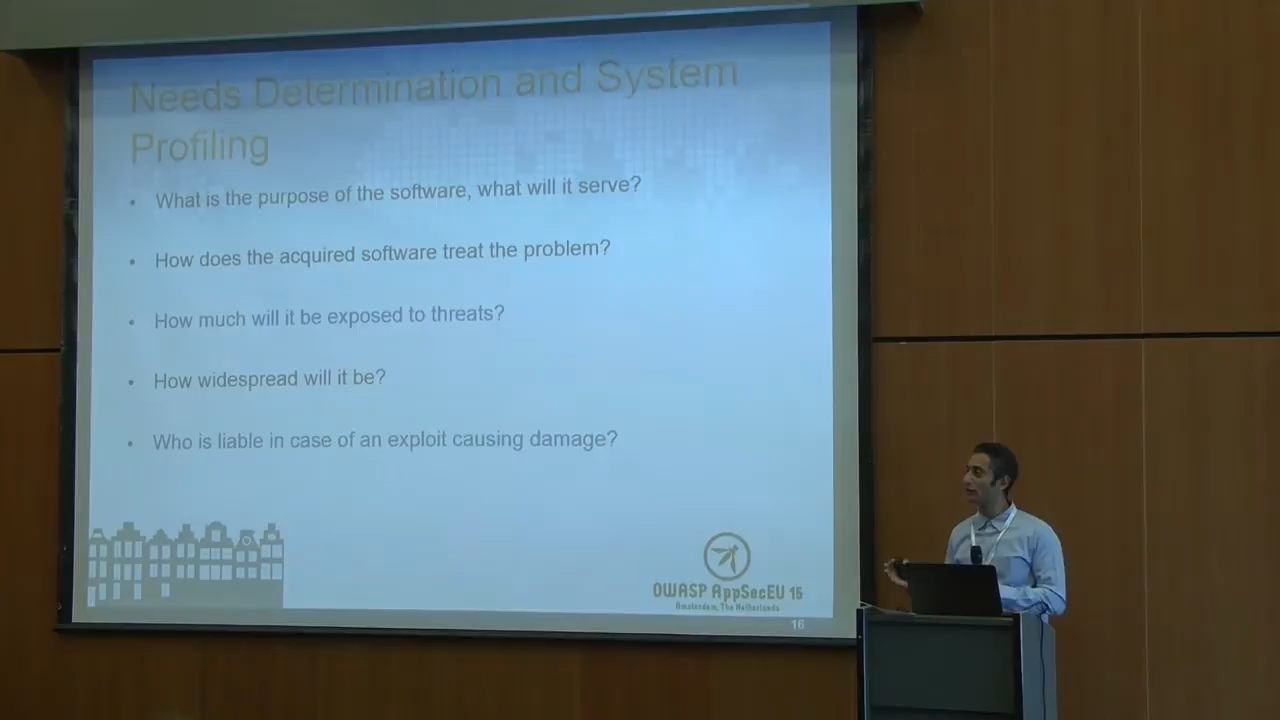 Needs Determination and System
Profiling
• What is the purpose of the software, what will it serve?
• How does the acquired software treat the problem?
• How much will it be exposed to threats?
• How widespread will it be?
• Who is liable in case of an exploit causing damage?
OWASP AppSecEU 15
Amsterdam, The Netherlands
16